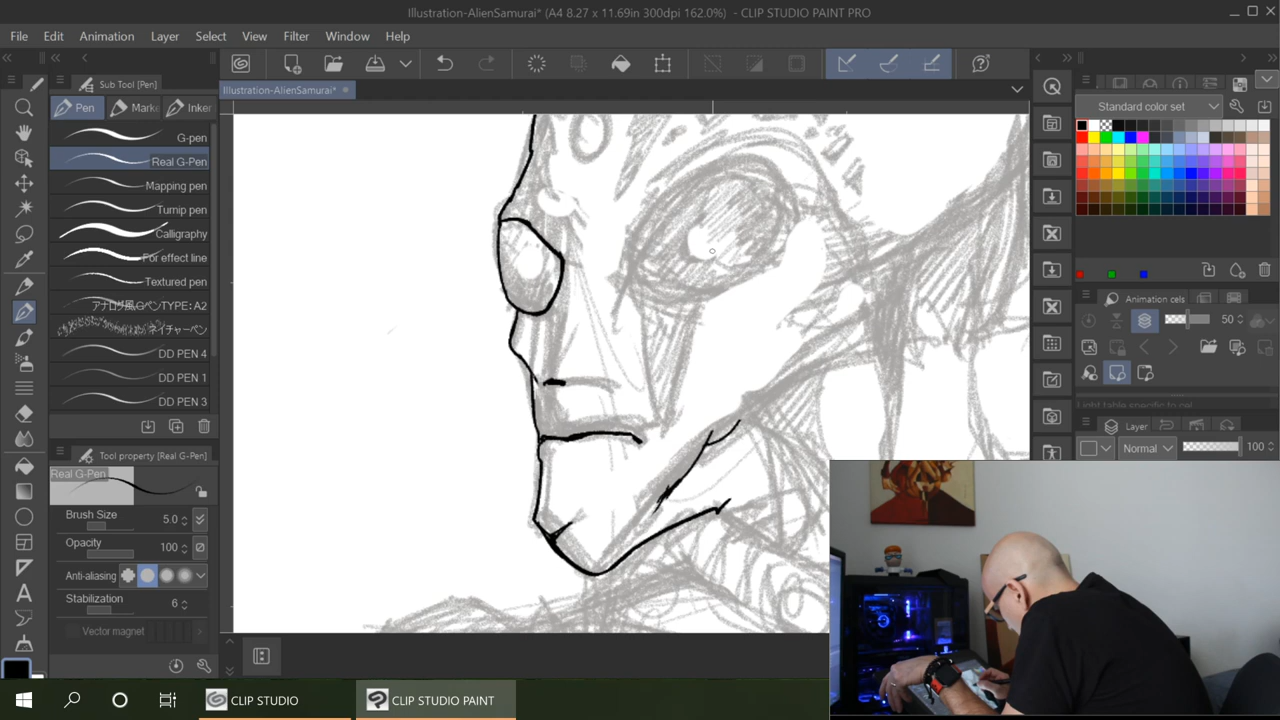 Illustration-AlienSamurai* (A4 8.27 x 11.69in 300dpi 162.0%) - CLIP STUDIO PAINT PRO
File Edit Animation Layer Select View Filter Window Help
Sub Tool [Pen]
Illustration-AlienSamurai*
Pen Marke Inker
Standard color set
G-pen
Real G-Pen
Mapping pen
Turnip pen
Calligraphy
For effect line
Textured pen
アナログ風GペンTYPE: A2
DD PEN 4
DD PEN 1
DD PEN 3
Animation cels
50
Layer
Normal 100
Tool property [Real G-Pen]
Real G-Pen
Brush Size 5.0
Opacity 100
Anti-aliasing
Stabilization 6
Vector magnet
CLIP STUDIO CLIP STUDIO PAINT